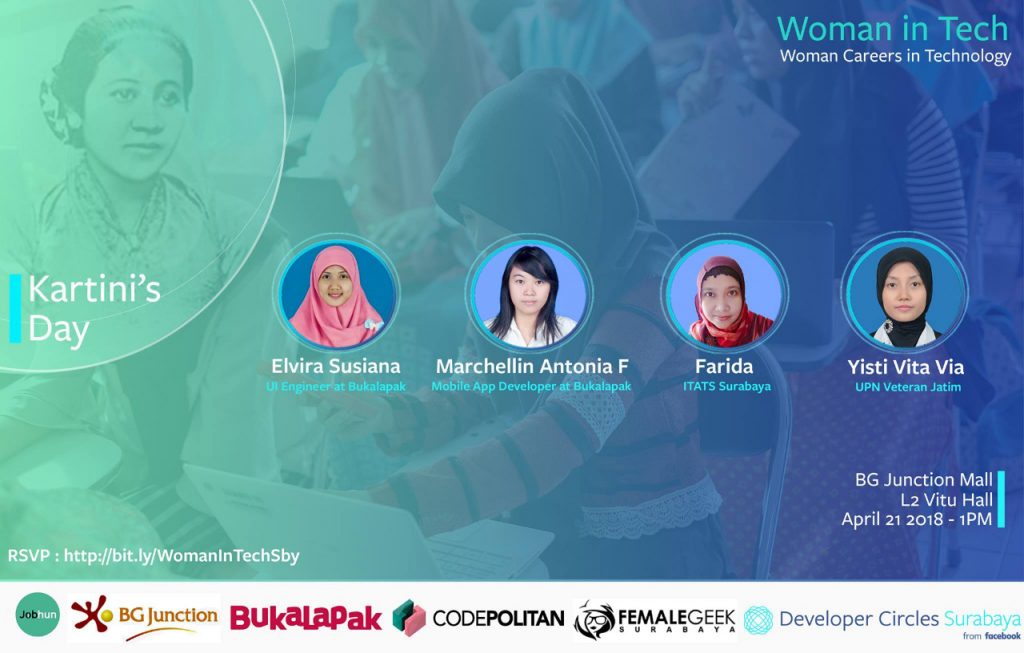 Woman in Tech
Woman Careers in Technology
Kartini's
Day
Elvira Susiana
UI Engineer at Bukalapak
Marchellin Antonia F
Mobile App Developer at Bukalapak
Farida
ITATS Surabaya
Yisti Vita Via
UPN Veteran Jatim
BG Junction Mall
L2 Vitu Hall
April 21 2018 - 1PM
RSVP : http://bit.ly/WomanInTechSby
Jobhun
BG Junction
BUKALAPAK
CODEPOLITAN
FEMALEGEEK
SURABAYA
Developer Circles Surabaya
from facebook